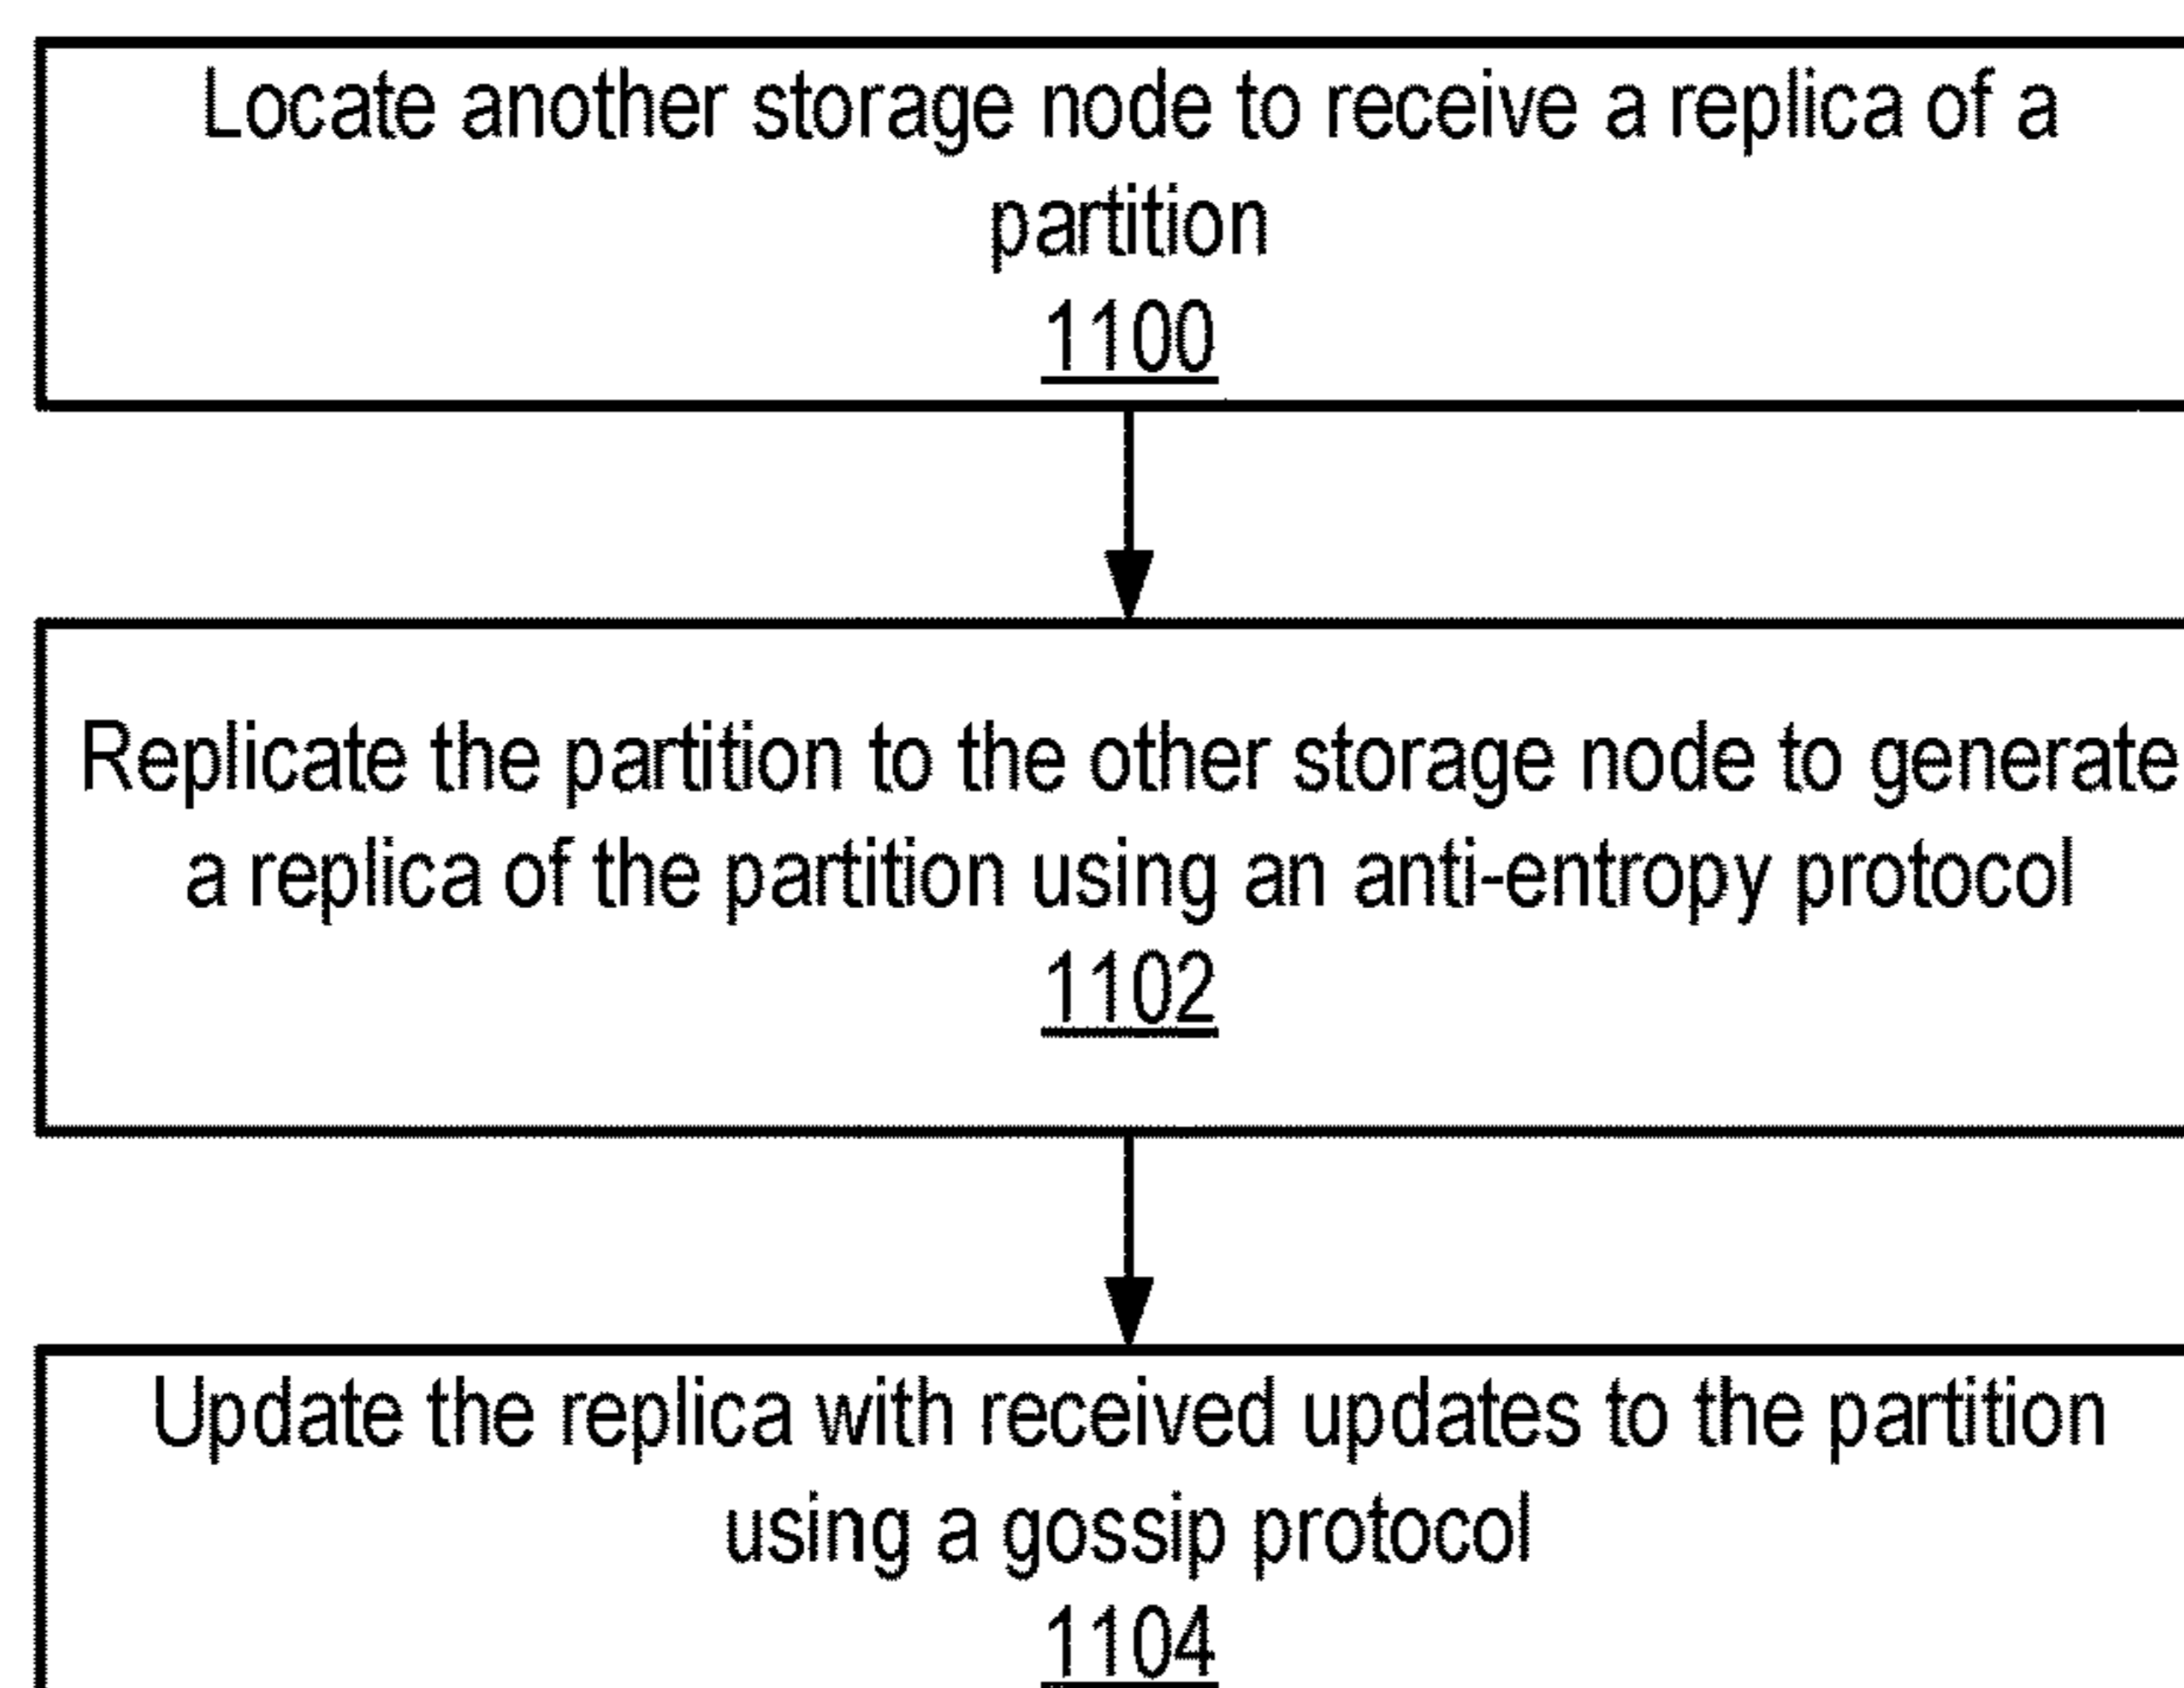 Locate another storage node to receive a replica of a
partition
1100
Replicate the partition to the other storage node to generate
a replica of the partition using an anti-entropy protocol
1102
Update the replica with received updates to the partition
using a gossip protocol
1104